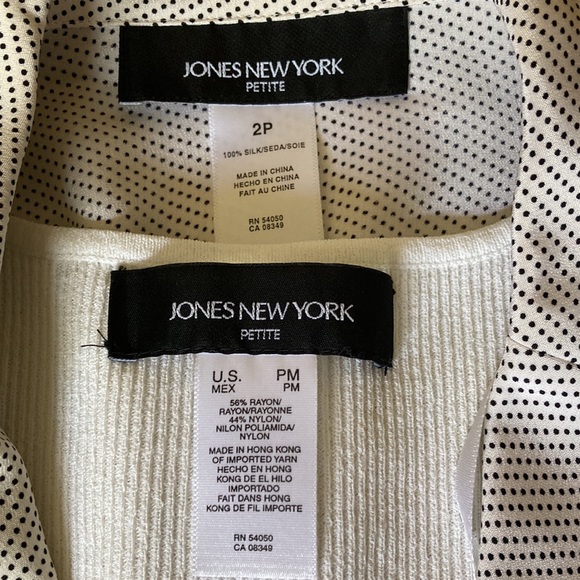 JONES NEW YORK
PETITE
2P
100% SILK/SEDA/SOIE
MADE IN CHINA
HECHO EN CHINA
FAIT AU CHINE
RN 54050
CA 08349
JONES NEW YORK
PETITE
U.S. PM
MEX PM
56% RAYON/
RAYON/RAYONNE
44% NYLON/
NILON POLIAMIDA/
NYLON
MADE IN HONG KONG
OF IMPORTED YARN
HECHO EN HONG
KONG DE EL HILO
IMPORTADO
FAIT DANS HONG
KONG DE FIL IMPORTE
RN 54050
CA 08349